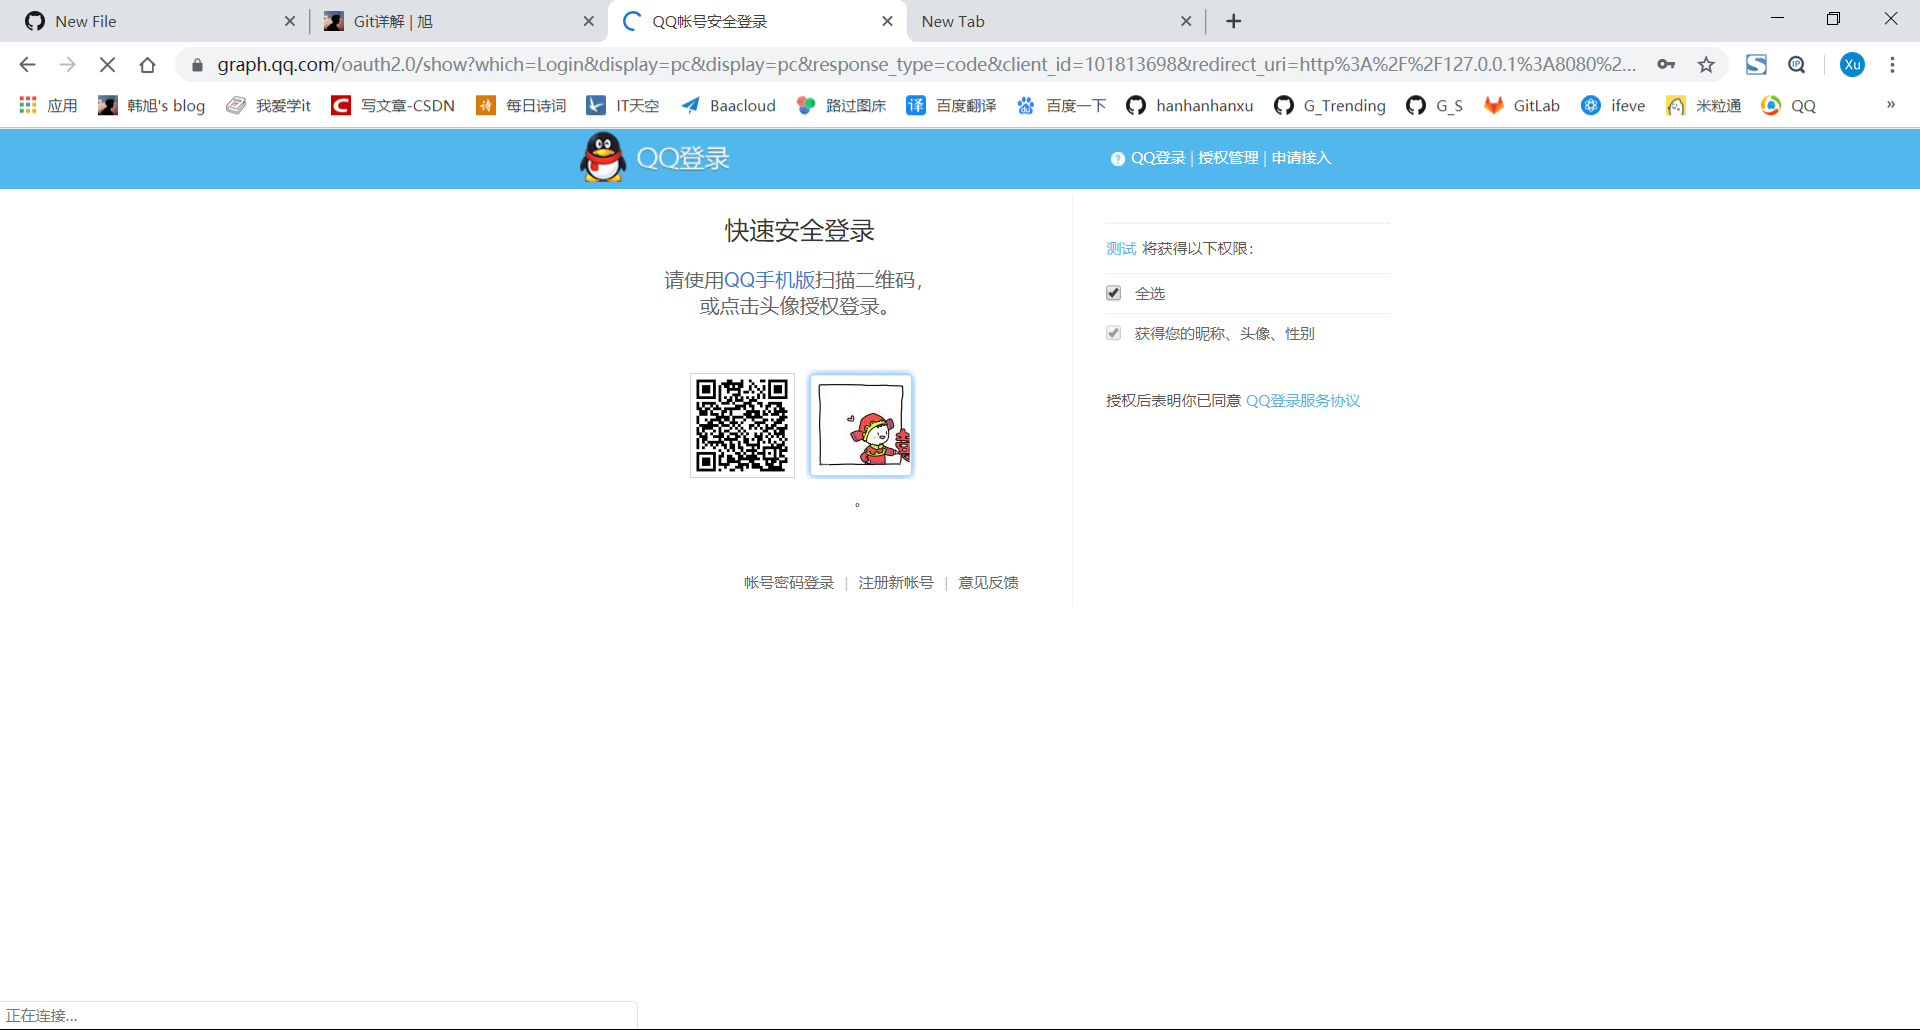 New File
Git详解 | 旭
QQ帐号安全登录
New Tab
graph.qq.com/oauth2.0/show?which=Login&display=pc&display=pc&response_type=code&client_id=101813698&redirect_uri=http%3A%2F%2F127.0.0.1%3A8080%2...
Xu
应用
韩旭's blog
我爱学it
写文章-CSDN
每日诗词
IT天空
Baacloud
路过图床
百度翻译
百度一下
hanhanhanxu
G_Trending
G_S
GitLab
ifeve
米粒通
QQ
»
QQ登录
QQ登录 | 授权管理 | 申请接入
快速安全登录
请使用QQ手机版扫描二维码，
或点击头像授权登录。
。
帐号密码登录 | 注册新帐号 | 意见反馈
测试 将获得以下权限：
全选
获得您的昵称、头像、性别
授权后表明你已同意 QQ登录服务协议
正在连接...